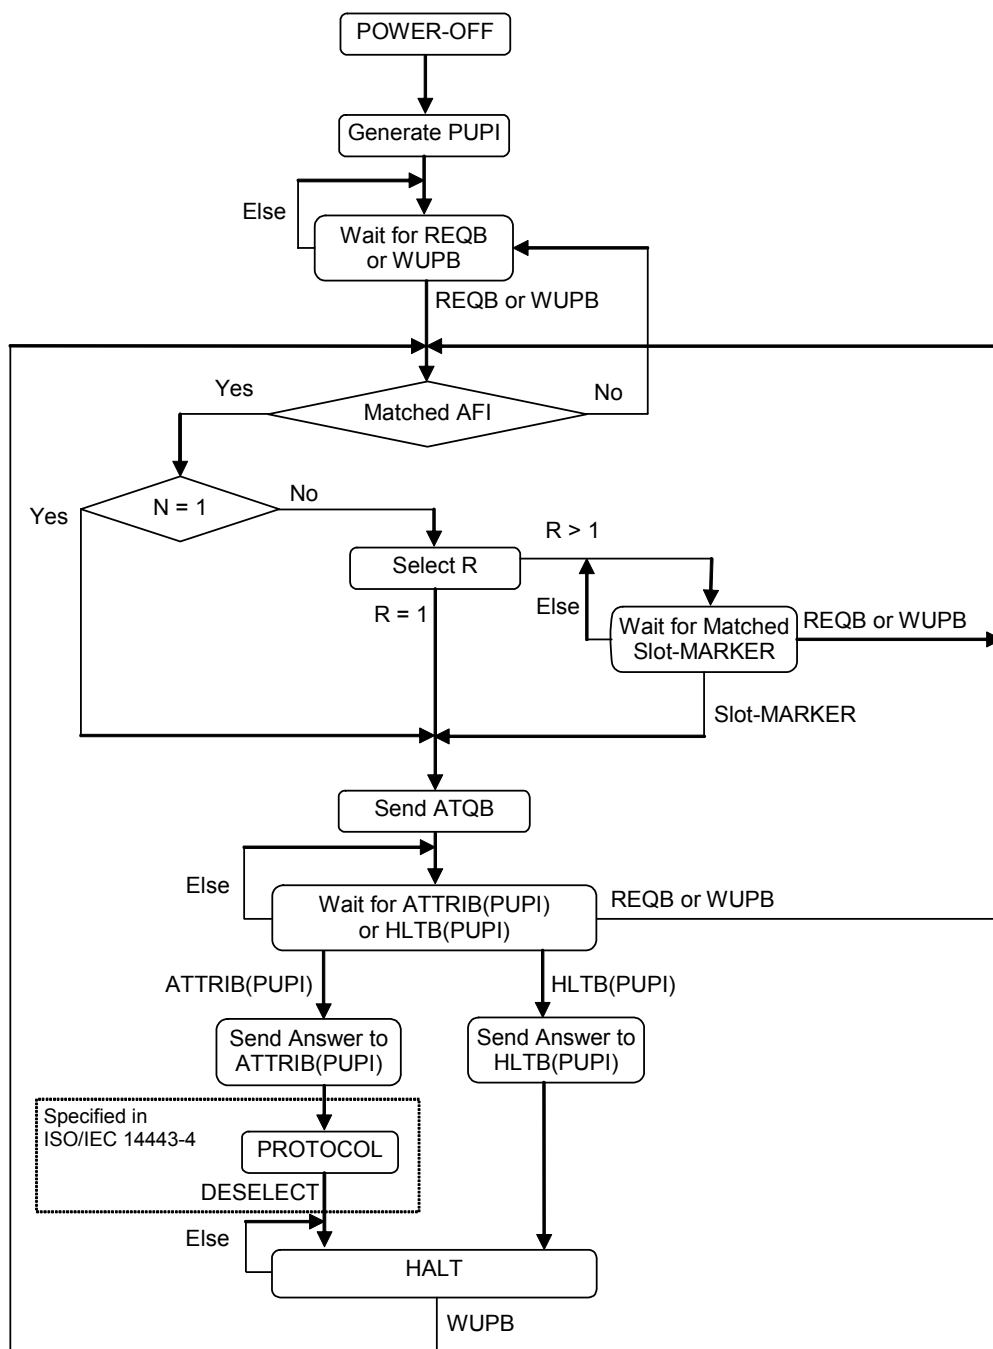 POWER-OFF
Generate PUPI
Else
Wait for REQB
or WUPB
REQB or WUPB
Yes
Matched AFI
No
Yes
N = 1
No
Select R
R > 1
R = 1
Else
Wait for Matched
Slot-MARKER
REQB or WUPB
Slot-MARKER
Send ATQB
Else
Wait for ATTRIB(PUPI)
or HLTB(PUPI)
REQB or WUPB
ATTRIB(PUPI)
HLTB(PUPI)
Send Answer to
ATTRIB(PUPI)
Send Answer to
HLTB(PUPI)
Specified in
ISO/IEC 14443-4
PROTOCOL
DESELECT
Else
HALT
WUPB